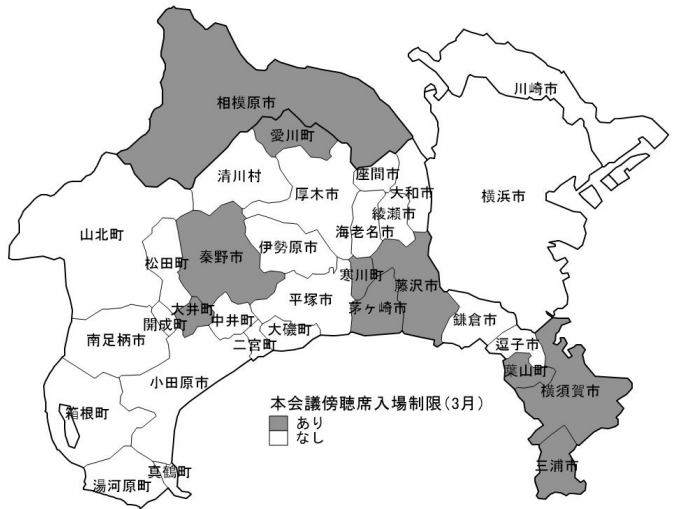 川崎市
相模原市
愛川町
清川村
座間市
厚木市
大和市
横浜市
綾瀬市
山北町
海老名市
伊勢原市
秦野市
松田町
寒川町
藤沢市
平塚市
大井町
茅ヶ崎市
開成町
中井町
鎌倉市
大磯町
南足柄市
二宮町
逗子市
葉山町
小田原市
横須賀市
本会議傍聴席入場制限(3月)
あり
なし
箱根町
三浦市
真鶴町
湯河原町